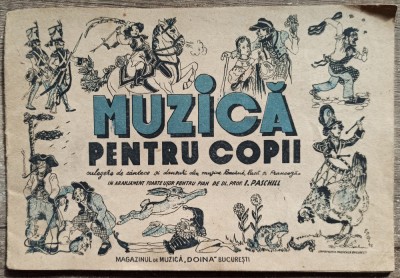 MUZICĂ
PENTRU COPII
culegere de cântece și dansuri din muzica Română, Rusă și Franceză
IN ARANJAMENT FOARTE UȘOR PENTRU PIAN DE DL. PROF. I. PASCHILL
MAGAZINUL DE MUZICĂ „DOINA" BUCUREȘTI